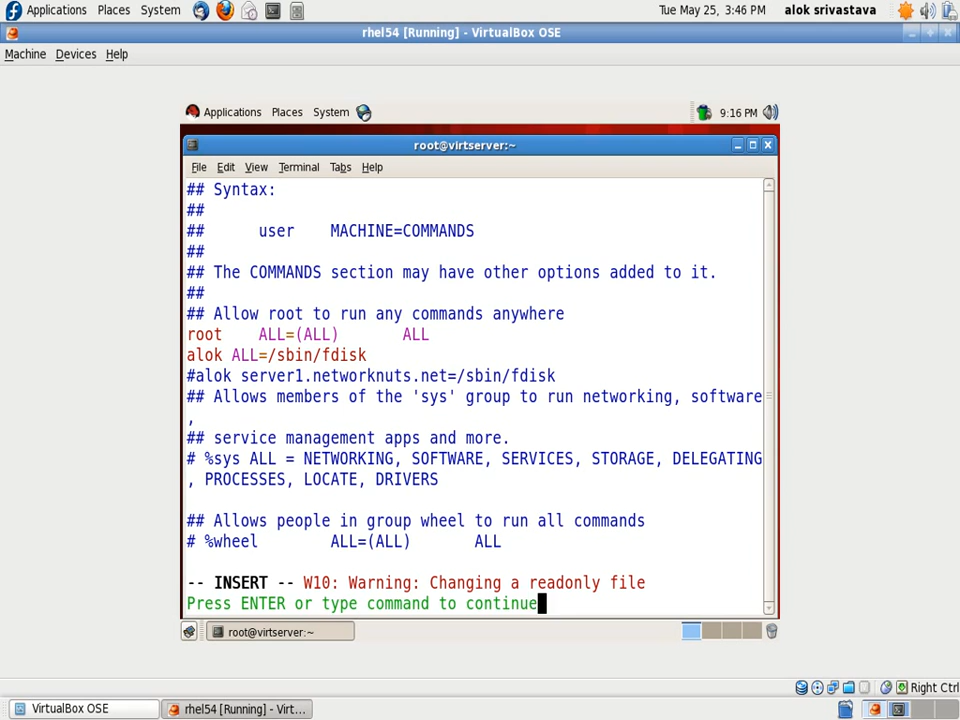 Applications Places System Tue May 25, 3:46 PM alok srivastava
rhel54 [Running] - VirtualBox OSE
Machine Devices Help
Applications Places System 9:16 PM
root@virtserver:~
File Edit View Terminal Tabs Help
## Syntax:
##
## user MACHINE=COMMANDS
##
## The COMMANDS section may have other options added to it.
##
## Allow root to run any commands anywhere
root ALL=(ALL) ALL
alok ALL=/sbin/fdisk
#alok server1.networknuts.net=/sbin/fdisk
## Allows members of the 'sys' group to run networking, software
,
## service management apps and more.
# %sys ALL = NETWORKING, SOFTWARE, SERVICES, STORAGE, DELEGATING
, PROCESSES, LOCATE, DRIVERS
## Allows people in group wheel to run all commands
# %wheel ALL=(ALL) ALL
-- INSERT -- W10: Warning: Changing a readonly file
Press ENTER or type command to continue
root@virtserver:~
Right Ctrl
VirtualBox OSE rhel54 [Running] - Virt...